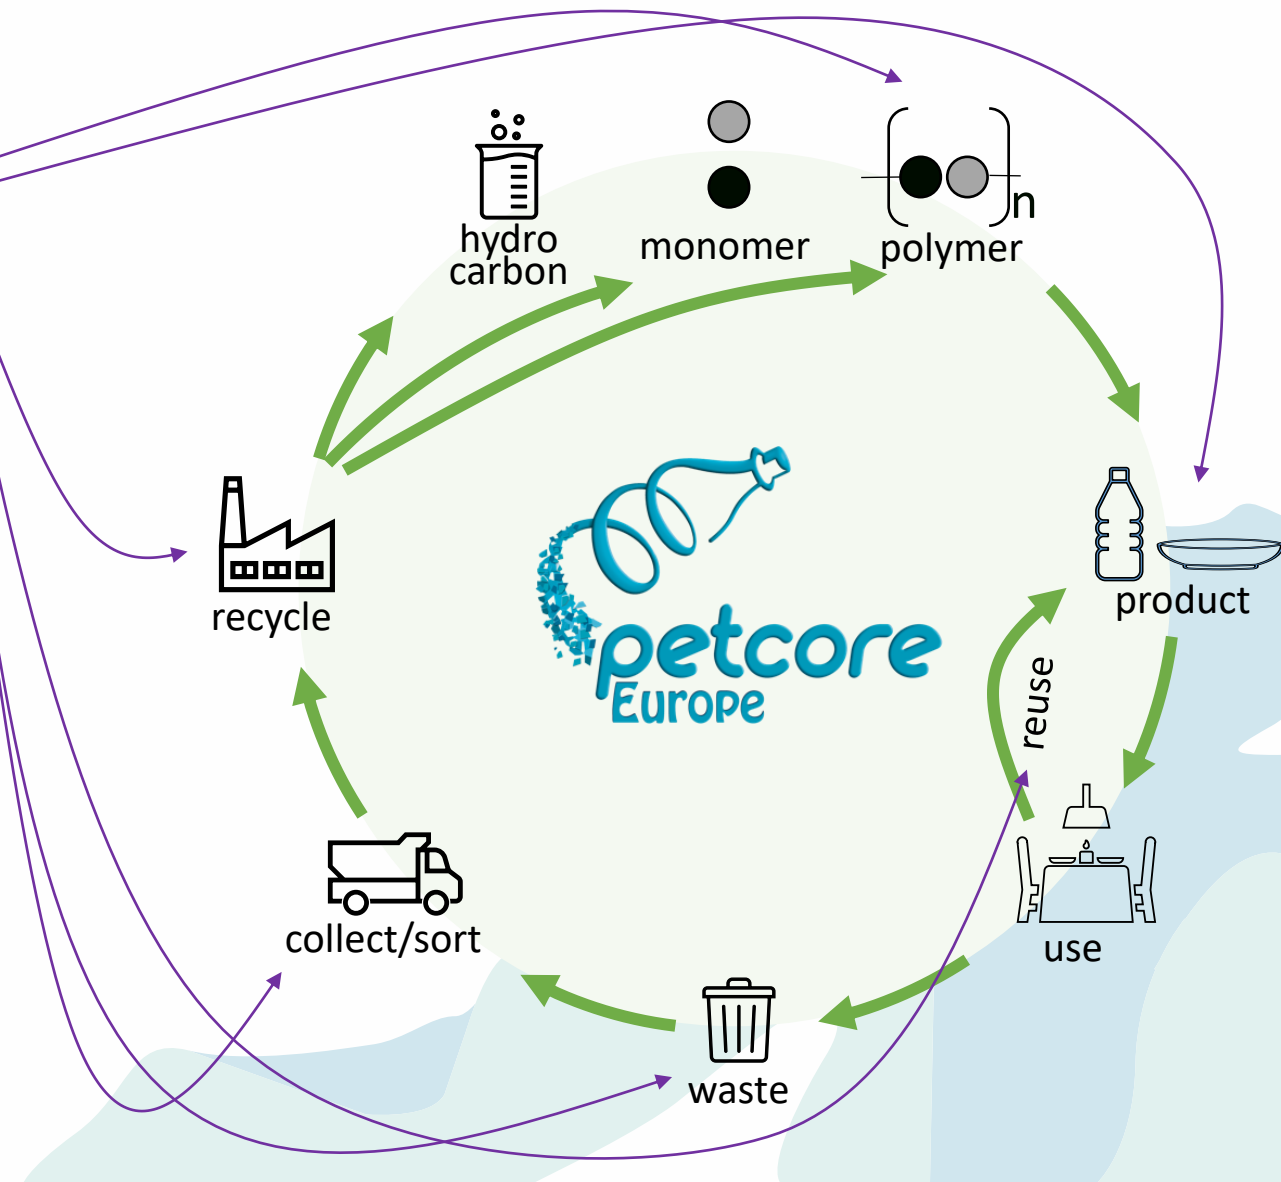 hydro
carbon
monomer
n
polymer
product
recycle
petcore
Europe
reuse
collect/sort
use
waste